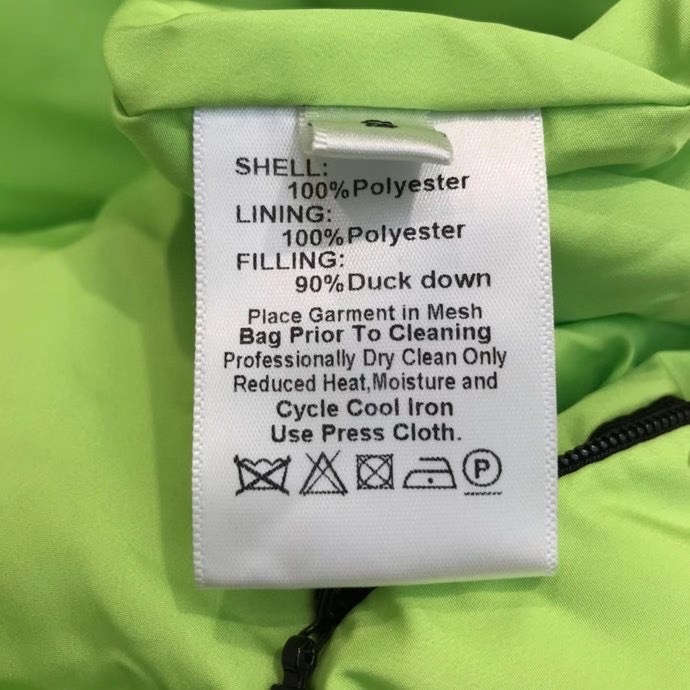 SHELL:
100%Polyester
LINING:
100%Polyester
FILLING:
90%Duck down
Place Garment in Mesh
Bag Prior To Cleaning
Professionally Dry Clean Only
Reduced Heat,Moisture and
Cycle Cool Iron
Use Press Cloth.
P